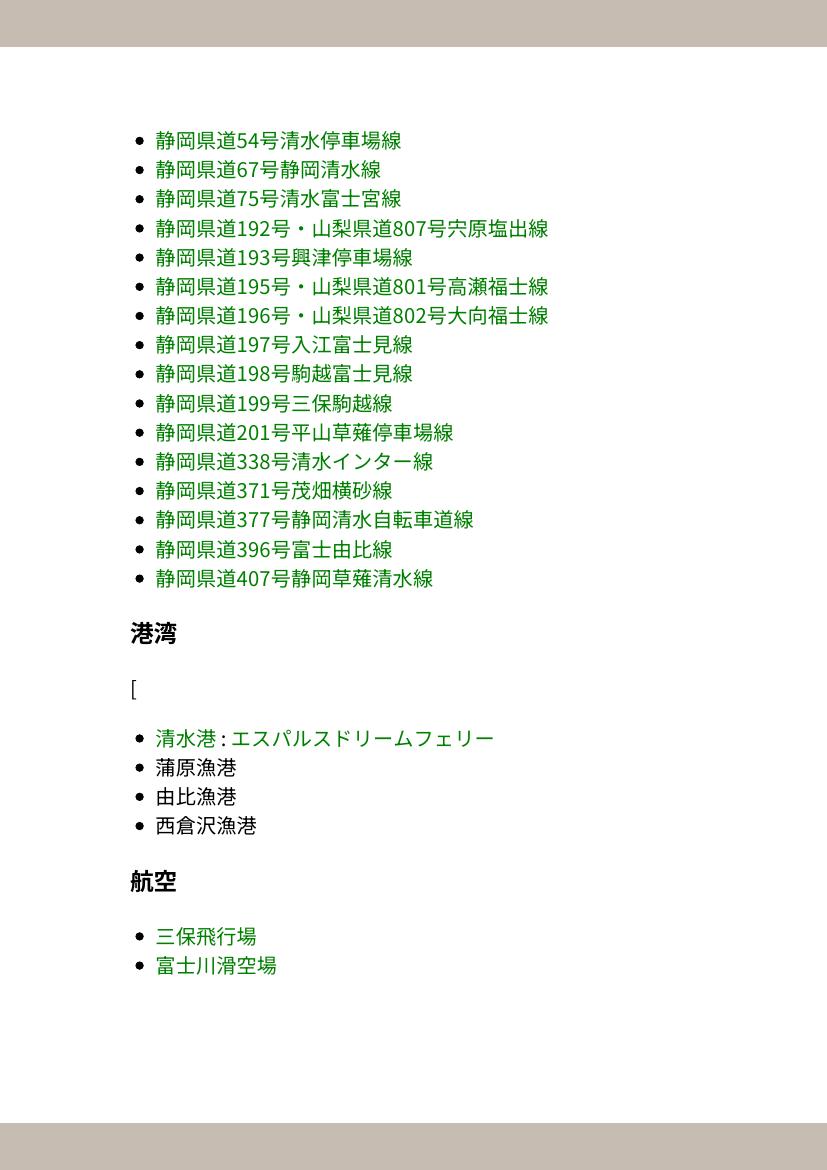 静岡県道54号清水停車場線
静岡県道67号静岡清水線
静岡県道75号清水富士宮線
静岡県道192号・山梨県道807号宍原塩出線
静岡県道193号興津停車場線
静岡県道195号・山梨県道801号高瀬福士線
静岡県道196号・山梨県道802号大向福士線
静岡県道197号入江富士見線
静岡県道198号駒越富士見線
静岡県道199号三保駒越線
静岡県道201号平山草薙停車場線
静岡県道338号清水インター線
静岡県道371号茂畑横砂線
静岡県道377号静岡清水自転車道線
静岡県道396号富士由比線
静岡県道407号静岡草薙清水線
港湾
[
清水港 : エスパルスドリームフェリー
蒲原漁港
由比漁港
西倉沢漁港
航空
三保飛行場
富士川滑空場